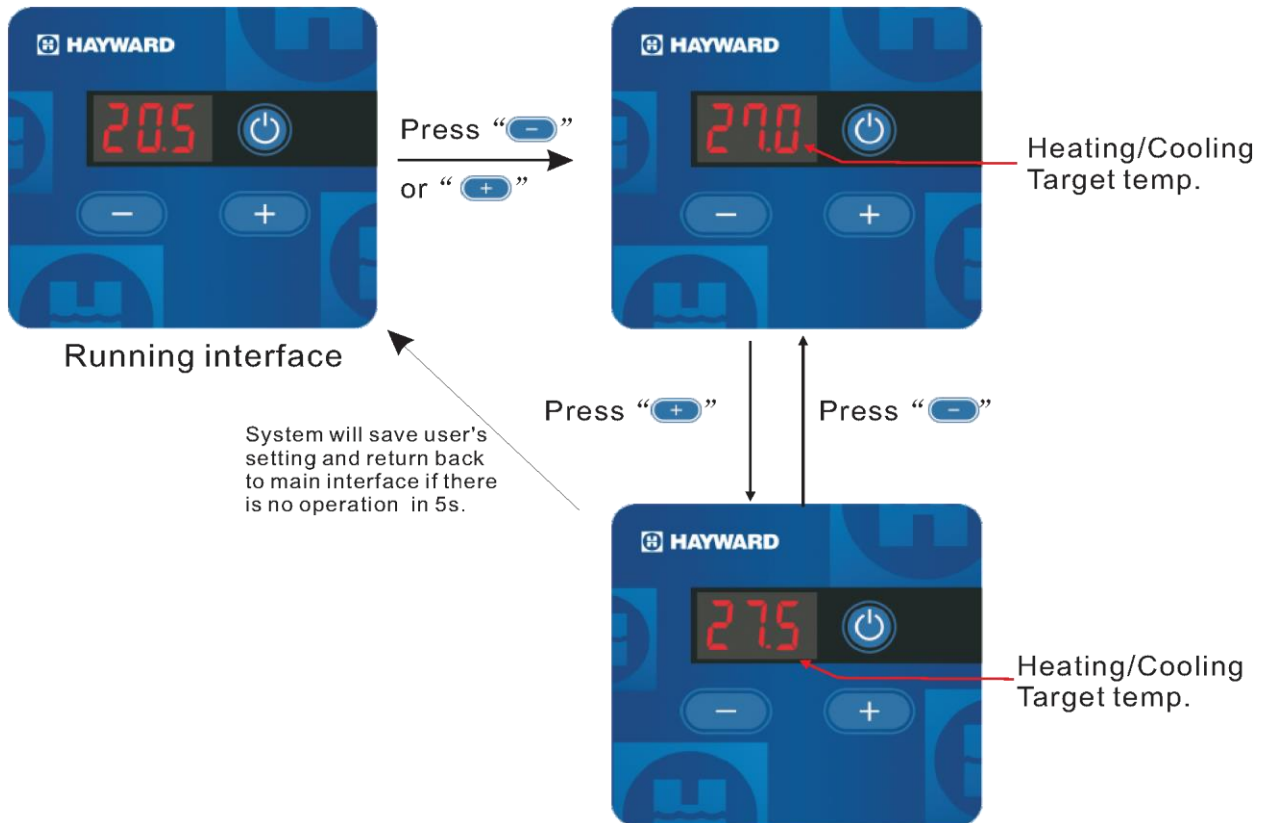 HAYWARD
20.5
−
+
Running interface
Press “−”
or “+”
HAYWARD
27.0
−
+
Heating/Cooling
Target temp.
Press “+”
Press “−”
System will save user's
setting and return back
to main interface if there
is no operation in 5s.
HAYWARD
27.5
−
+
Heating/Cooling
Target temp.